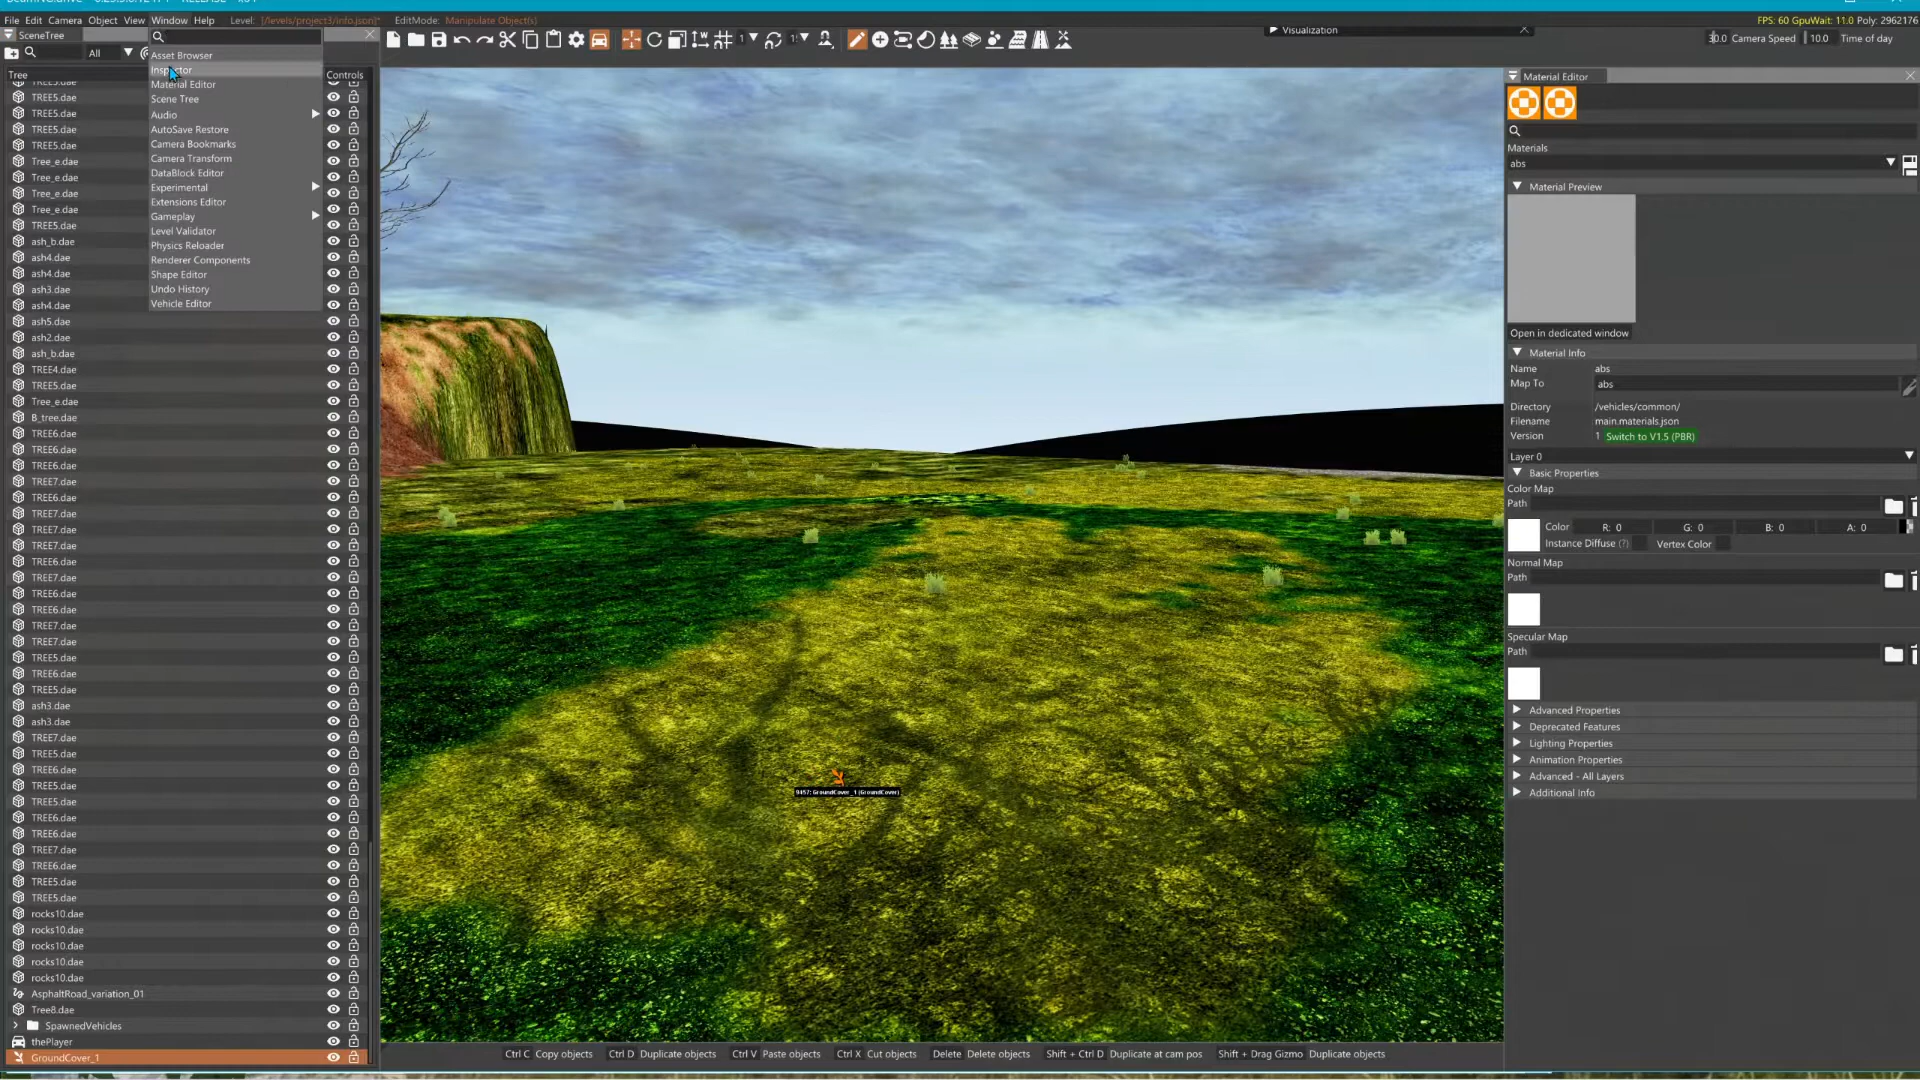 File Edit Camera Object View Window Help Level: [/levels/project3/info.json]* EditMode: Manipulate Object(s)
FPS: 60 GpuWait: 11.0 Poly: 2962176
SceneTree
Visualization
30.0 Camera Speed 10.0 Time of day
All
Tree
Controls
Asset Browser
Inspector
Material Editor
Scene Tree
Audio
AutoSave Restore
Camera Bookmarks
Camera Transform
DataBlock Editor
Experimental
Extensions Editor
Gameplay
Level Validator
Physics Reloader
Renderer Components
Shape Editor
Undo History
Vehicle Editor
TREE5.dae
TREE5.dae
TREE5.dae
TREE5.dae
TREE5.dae
Tree_e.dae
Tree_e.dae
Tree_e.dae
Tree_e.dae
TREE5.dae
ash_b.dae
ash4.dae
ash4.dae
ash3.dae
ash4.dae
ash5.dae
ash2.dae
ash_b.dae
TREE4.dae
TREE5.dae
Tree_e.dae
B_tree.dae
TREE6.dae
TREE6.dae
TREE6.dae
TREE7.dae
TREE6.dae
TREE7.dae
TREE7.dae
TREE7.dae
TREE6.dae
TREE7.dae
TREE6.dae
TREE6.dae
TREE7.dae
TREE7.dae
TREE5.dae
TREE6.dae
TREE5.dae
ash3.dae
ash3.dae
TREE7.dae
TREE5.dae
TREE6.dae
TREE5.dae
TREE5.dae
TREE6.dae
TREE6.dae
TREE7.dae
TREE6.dae
TREE5.dae
TREE5.dae
rocks10.dae
rocks10.dae
rocks10.dae
rocks10.dae
rocks10.dae
AsphaltRoad_variation_01
Tree8.dae
SpawnedVehicles
thePlayer
GroundCover_1
9457: GroundCover_1 (GroundCover)
Ctrl C Copy objects Ctrl D Duplicate objects Ctrl V Paste objects Ctrl X Cut objects Delete Delete objects Shift + Ctrl D Duplicate at cam pos Shift + Drag Gizmo Duplicate objects
Material Editor
Materials
abs
Material Preview
Open in dedicated window
Material Info
Name abs
Map To abs
Directory /vehicles/common/
Filename main.materials.json
Version 1 Switch to V1.5 (PBR)
Layer 0
Basic Properties
Color Map
Path
Color R: 0 G: 0 B: 0 A: 0
Instance Diffuse (?) Vertex Color
Normal Map
Path
Specular Map
Path
Advanced Properties
Deprecated Features
Lighting Properties
Animation Properties
Advanced - All Layers
Additional Info